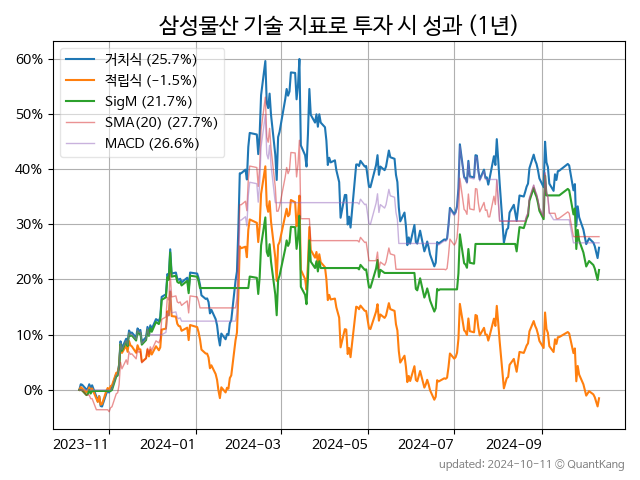 삼성물산 기술 지표로 투자 시 성과 (1년)
거치식 (25.7%)
적립식 (-1.5%)
SigM (21.7%)
SMA(20) (27.7%)
MACD (26.6%)
60%
50%
40%
30%
20%
10%
0%
2023-11 2024-01 2024-03 2024-05 2024-07 2024-09
updated: 2024-10-11 © QuantKang